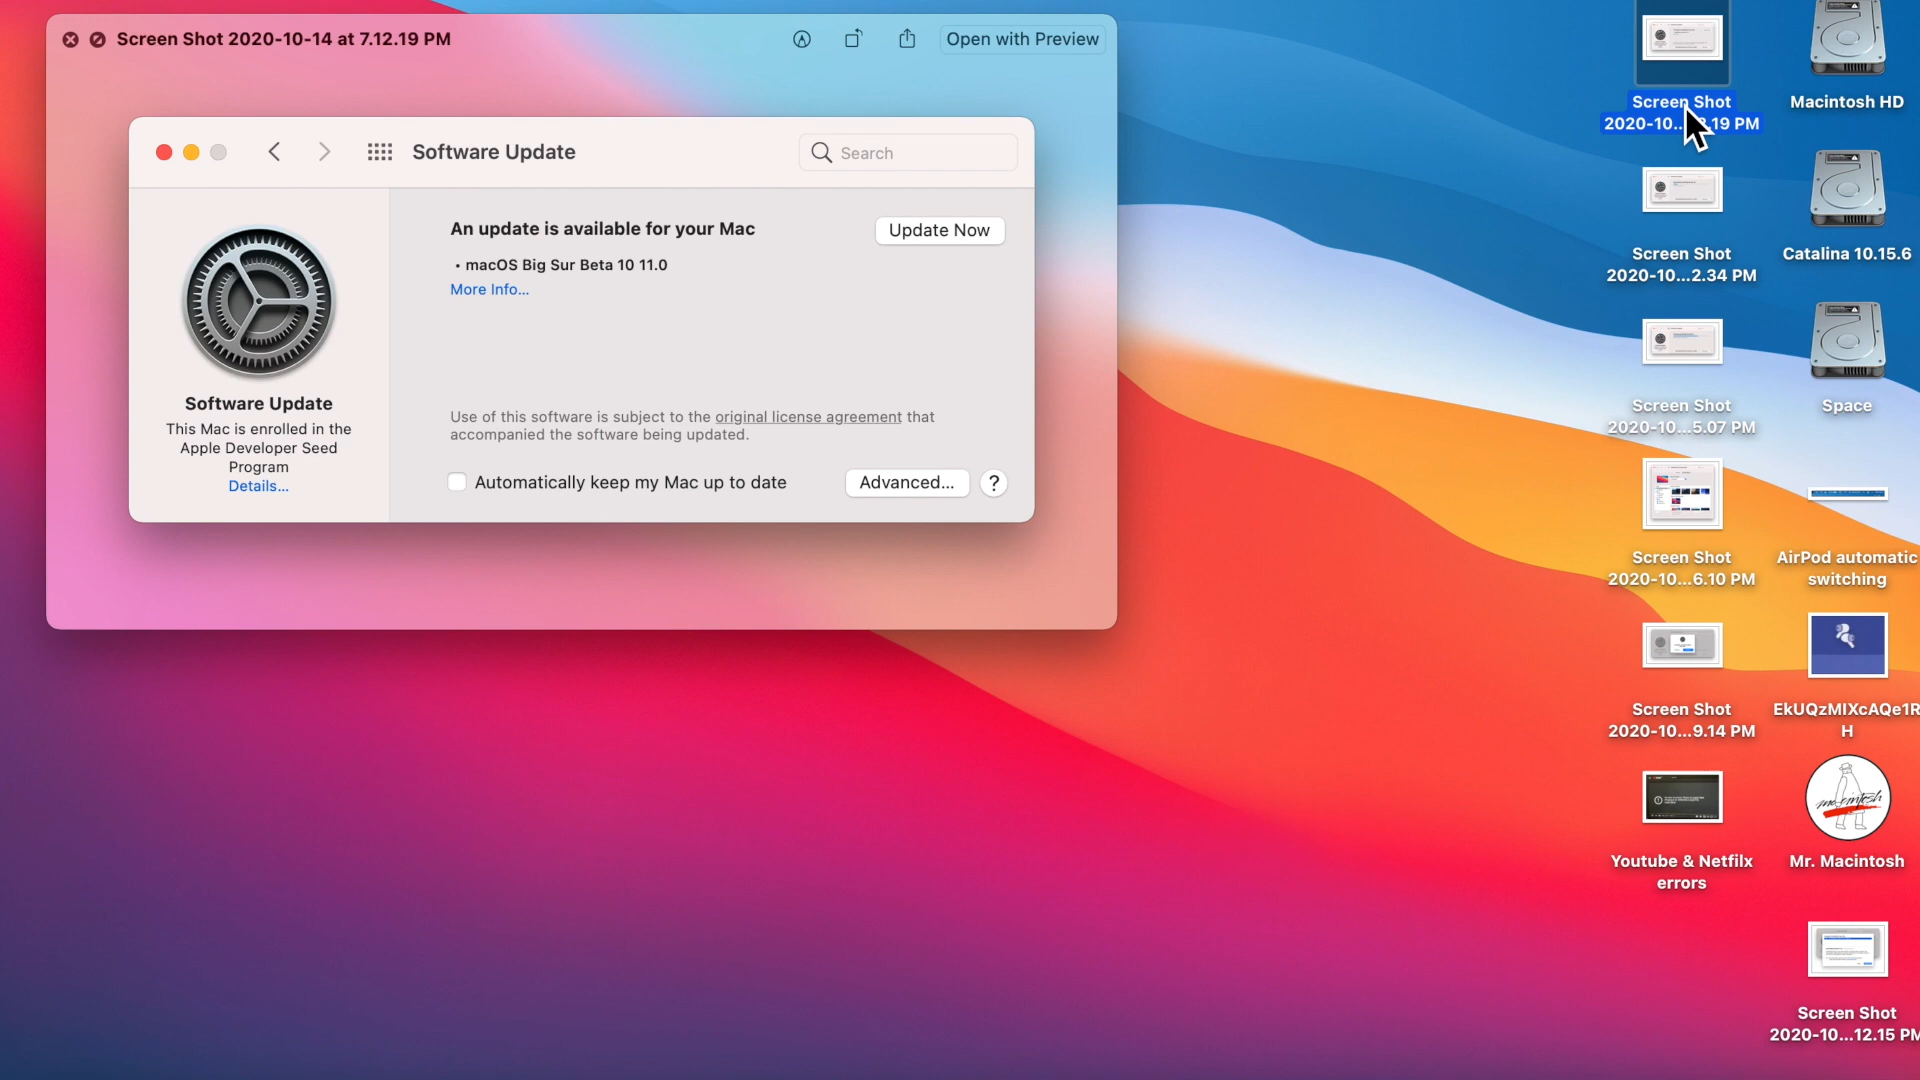 Screen Shot 2020-10-14 at 7.12.19 PM
Open with Preview
Software Update
Search
An update is available for your Mac
Update Now
• macOS Big Sur Beta 10 11.0
More Info...
Software Update
This Mac is enrolled in the
Apple Developer Seed
Program
Details...
Use of this software is subject to the original license agreement that
accompanied the software being updated.
Automatically keep my Mac up to date
Advanced...
?
Screen Shot
2020-10...2.19 PM
Macintosh HD
Screen Shot
2020-10...2.34 PM
Catalina 10.15.6
Screen Shot
2020-10...5.07 PM
Space
Screen Shot
2020-10...6.10 PM
AirPod automatic
switching
Screen Shot
2020-10...9.14 PM
EkUQzMIXcAQe1R
H
Youtube & Netfilx
errors
macintosh
Mr. Macintosh
Screen Shot
2020-10...12.15 PM